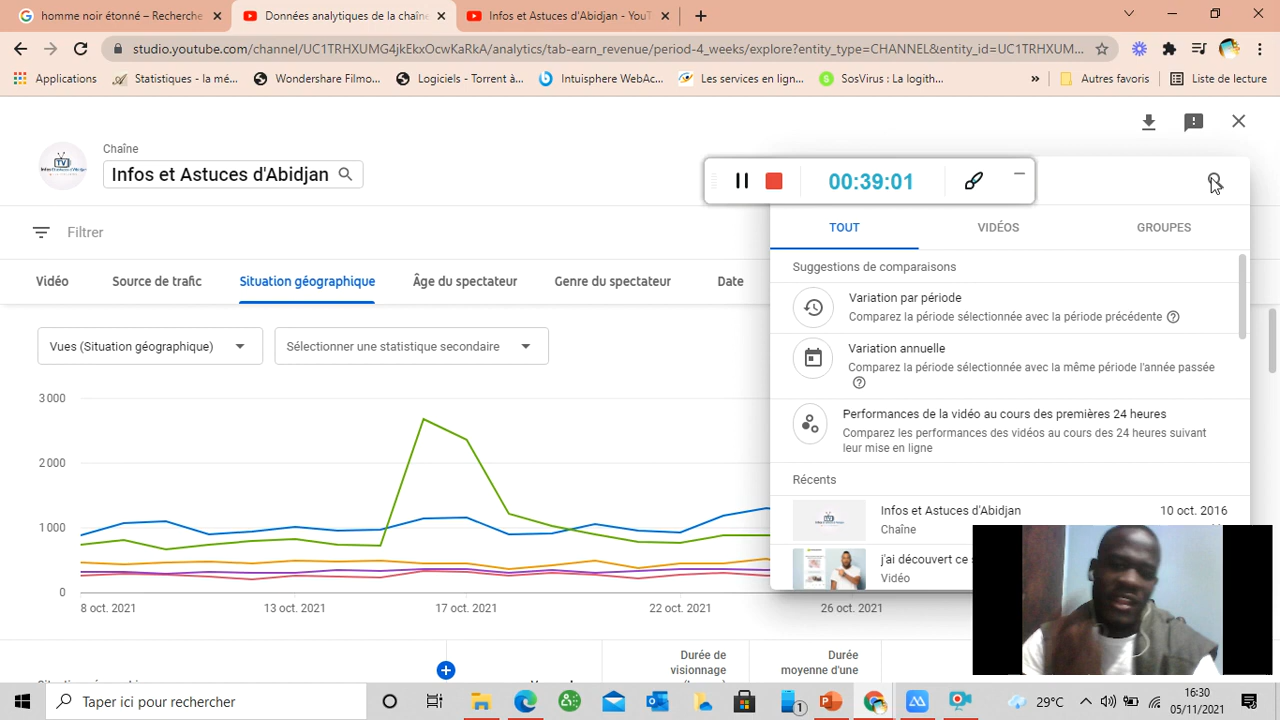 homme noir étonné - Recherche
Données analytiques de la chaîne
Infos et Astuces d'Abidjan - YouT
studio.youtube.com/channel/UC1TRHXUMG4jkEkxOcwKaRkA/analytics/tab-earn_revenue/period-4_weeks/explore?entity_type=CHANNEL&entity_id=UC1TRHXUM...
Applications
Statistiques - la mé...
Wondershare Filmo...
Logiciels - Torrent à...
Intuisphere WebAc...
Les services en lign...
SosVirus : La logith...
»
Autres favoris
Liste de lecture
Chaîne
Infos et Astuces d'Abidjan
00:39:01
Filtrer
TOUT
VIDÉOS
GROUPES
Vidéo
Source de trafic
Situation géographique
Âge du spectateur
Genre du spectateur
Date
Suggestions de comparaisons
Variation par période
Comparez la période sélectionnée avec la période précédente
Variation annuelle
Comparez la période sélectionnée avec la même période l'année passée
Performances de la vidéo au cours des premières 24 heures
Comparez les performances des vidéos au cours des 24 heures suivant
leur mise en ligne
Récents
Infos et Astuces d'Abidjan
10 oct. 2016
Chaîne
j'ai découvert ce
Vidéo
Vues (Situation géographique)
Sélectionner une statistique secondaire
3 000
2 000
1 000
0
8 oct. 2021
13 oct. 2021
17 oct. 2021
22 oct. 2021
26 oct. 2021
Durée de
visionnage
Durée
moyenne d'une
Taper ici pour rechercher
1
29°C
16:30
05/11/2021